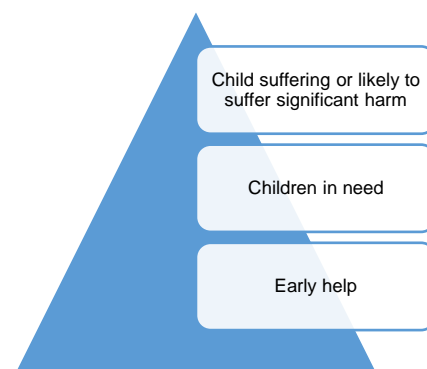 Child suffering or likely to
suffer significant harm
Children in need
Early help